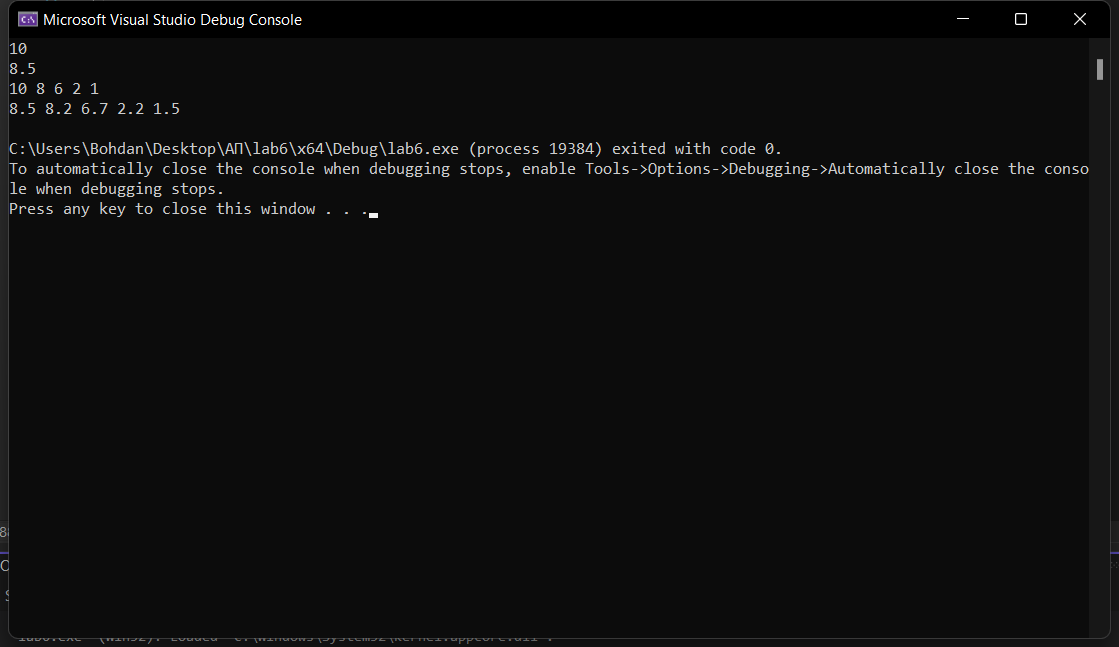 Microsoft Visual Studio Debug Console
10
8.5
10 8 6 2 1
8.5 8.2 6.7 2.2 1.5
C:\Users\Bohdan\Desktop\АП\lab6\x64\Debug\lab6.exe (process 19384) exited with code 0.
To automatically close the console when debugging stops, enable Tools->Options->Debugging->Automatically close the conso
le when debugging stops.
Press any key to close this window . . .